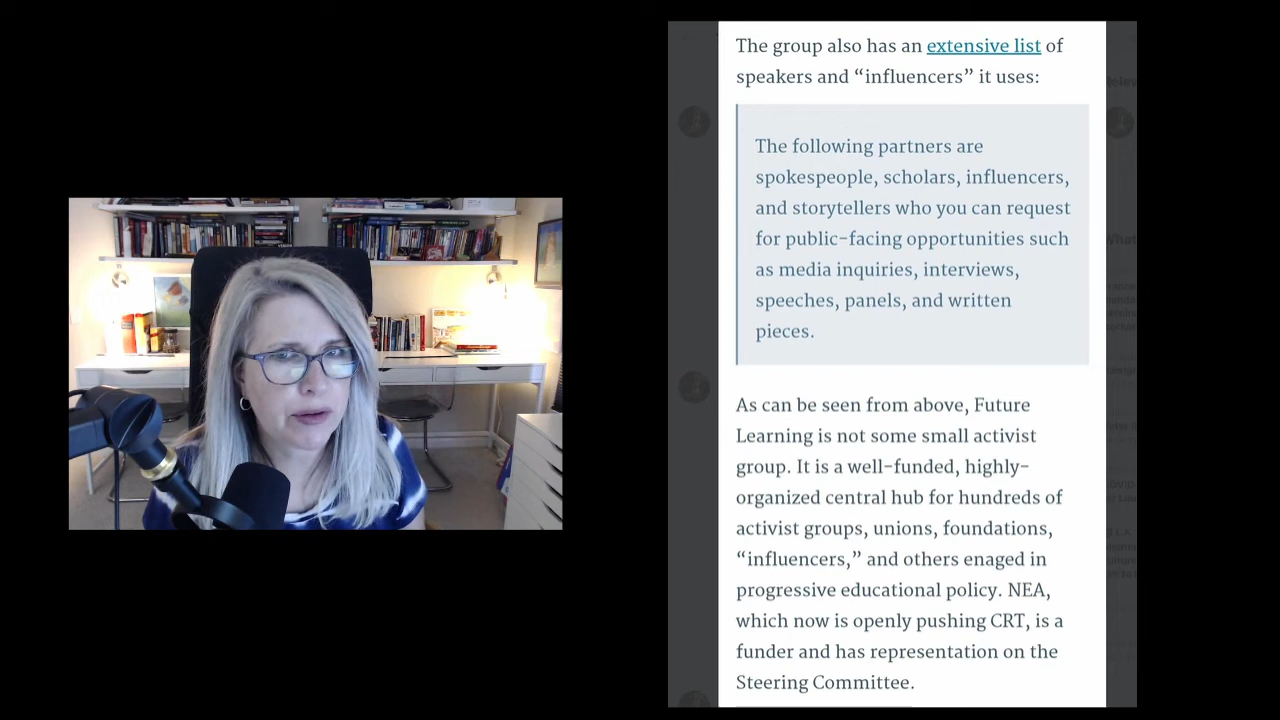 The group also has an extensive list of
speakers and “influencers” it uses:
The following partners are
spokespeople, scholars, influencers,
and storytellers who you can request
for public-facing opportunities such
as media inquiries, interviews,
speeches, panels, and written
pieces.
As can be seen from above, Future
Learning is not some small activist
group. It is a well-funded, highly-
organized central hub for hundreds of
activist groups, unions, foundations,
“influencers,” and others enaged in
progressive educational policy. NEA,
which now is openly pushing CRT, is a
funder and has representation on the
Steering Committee.